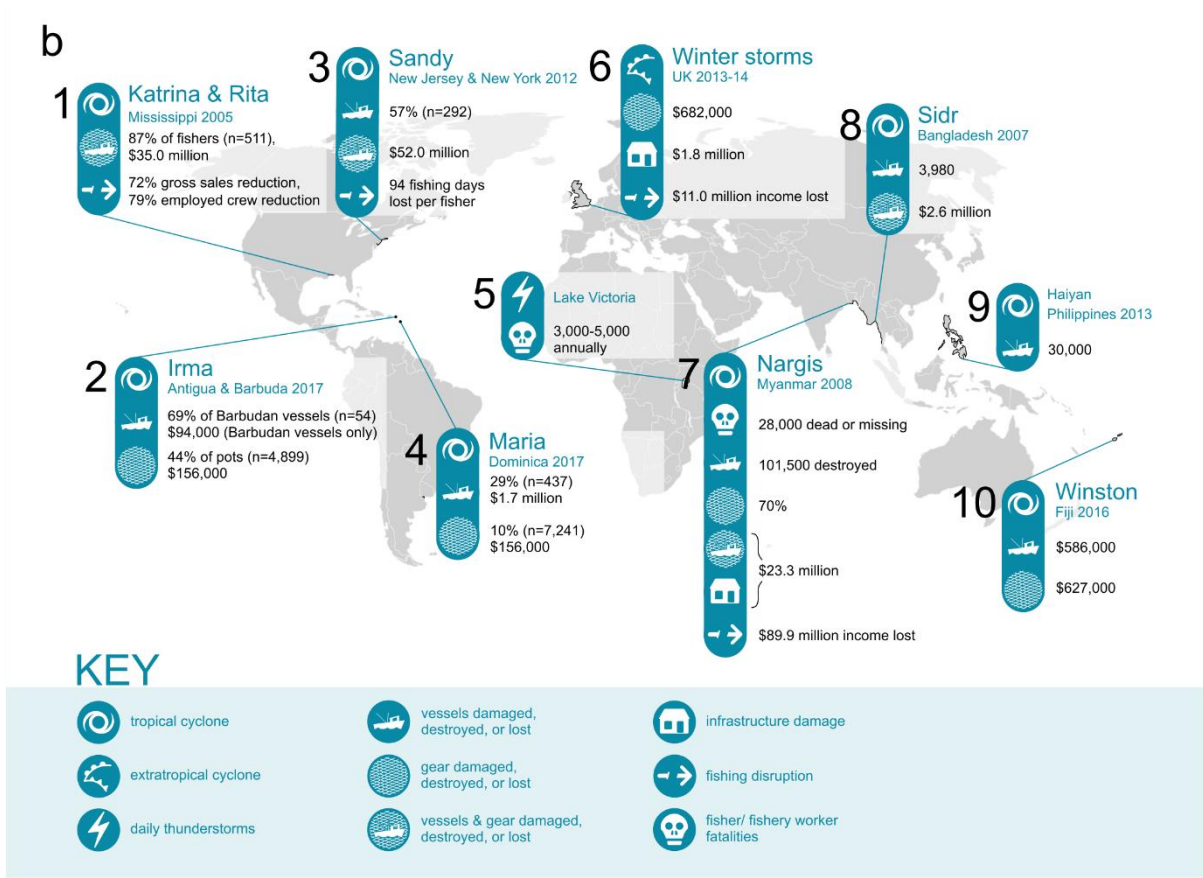 b
1
Katrina & Rita
Mississippi 2005
87% of fishers (n=511),
$35.0 million
72% gross sales reduction,
79% employed crew reduction
3
Sandy
New Jersey & New York 2012
57% (n=292)
$52.0 million
94 fishing days
lost per fisher
6
Winter storms
UK 2013-14
$682,000
$1.8 million
$11.0 million income lost
8
Sidr
Bangladesh 2007
3,980
$2.6 million
5
Lake Victoria
3,000-5,000
annually
9
Haiyan
Philippines 2013
30,000
2
Irma
Antigua & Barbuda 2017
69% of Barbudan vessels (n=54)
$94,000 (Barbudan vessels only)
44% of pots (n=4,899)
$156,000
4
Maria
Dominica 2017
29% (n=437)
$1.7 million
10% (n=7,241)
$156,000
7
Nargis
Myanmar 2008
28,000 dead or missing
101,500 destroyed
70%
$23.3 million
$89.9 million income lost
10
Winston
Fiji 2016
$586,000
$627,000
KEY
tropical cyclone
extratropical cyclone
daily thunderstorms
vessels damaged,
destroyed, or lost
gear damaged,
destroyed, or lost
vessels & gear damaged,
destroyed, or lost
infrastructure damage
fishing disruption
fisher/ fishery worker
fatalities